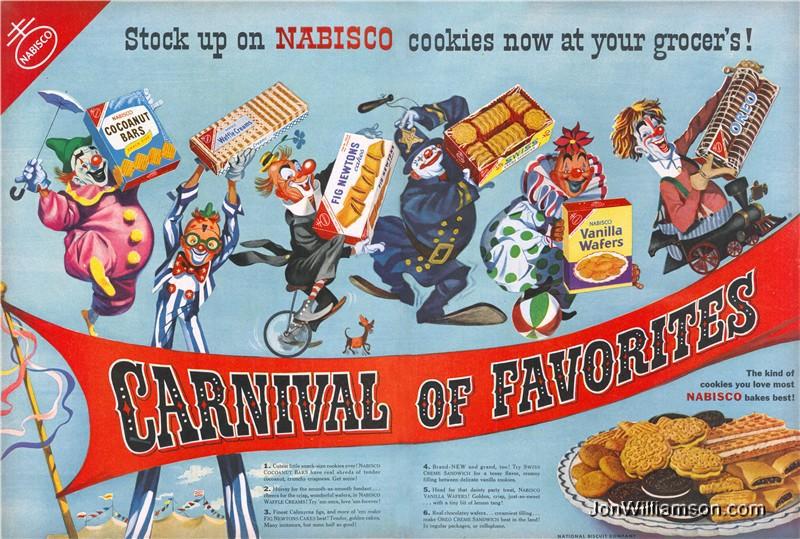 NABISCO
Stock up on NABISCO cookies now at your grocer's!
NABISCO
COCOANUT
BARS
Waffle Creams
FIG NEWTONS
cakes
SWISS
NABISCO
Vanilla
Wafers
OREO
CARNIVAL OF FAVORITES
The kind of
cookies you love most
NABISCO bakes best!
1. Cutest little snack-size cookies ever! NABISCO
COCOANUT BARS have real shreds of tender
coconut, crunchy crispness. Get some!
2. Hurray for the smooth-as-smooth fondant...
cheers for the crisp, wonderful wafers, in NABISCO
WAFFLE CREAMS! Try 'em soon, love 'em forever!
3. Finest Calimyrna figs, and more of 'em make
FIG NEWTONS CAKES best! Tender, golden cakes.
Many imitators, but none half so good!
4. Brand-NEW and grand, too! Try SWISS
CREME SANDWICH for a teasy flavor, creamy
filling between delicate vanilla cookies.
5. Head for that dainty party treat, NABISCO
VANILLA WAFERS! Golden, crisp, just-so-sweet
... with a tiny bit of lemon tang!
6. Real chocolatey wafers... creamiest filling...
make OREO CREME SANDWICH best in the land!
In regular packages, or cellophane.
NATIONAL BISCUIT COMPANY
JonWilliamson.com